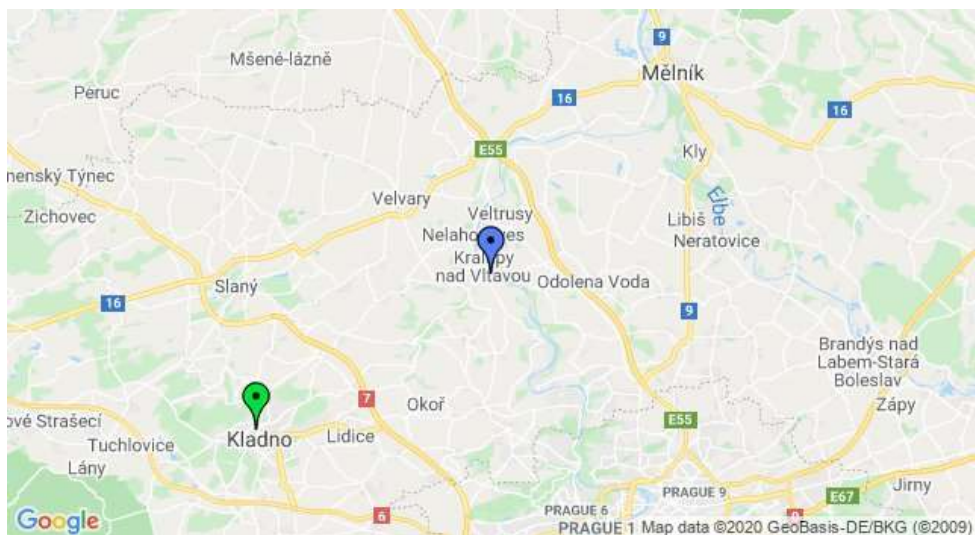 9
Mšené-lázně
Mělník
Peruc
16
16
E55
Kly
nenský Týnec
Velvary
Elbe
Zichovec
Veltrusy
Libiš
Neratovice
Slaný
nad Vltavou
Odolena Voda
16
9
Brandýs nad
Labem-Stará
Boleslav
7
Okoř
Zápy
ové Strašecí
Kladno
Lidice
E55
Tuchlovice
Lány
PRAGUE 9
Jirny
E67
Google
6
PRAGUE 6
9
PRAGUE 1
Map data ©2020 GeoBasis-DE/BKG (©2009)